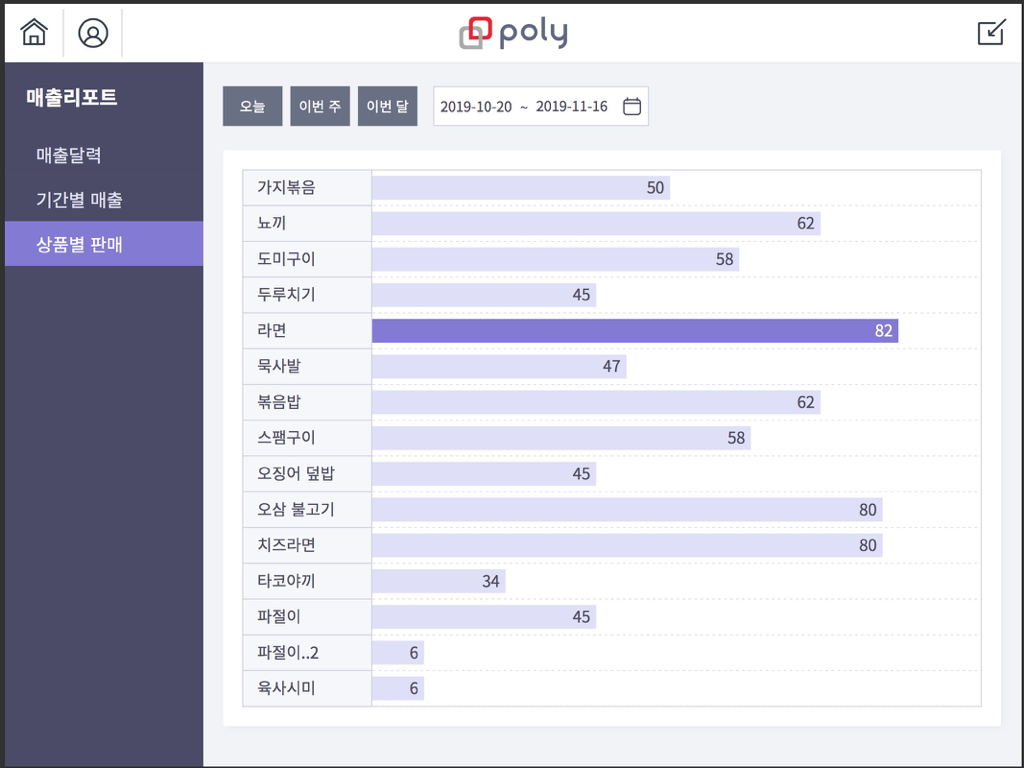 poly
매출리포트
매출달력
기간별 매출
상품별 판매
오늘 이번 주 이번 달 2019-10-20 ~ 2019-11-16
가지볶음 50
뇨끼 62
도미구이 58
두루치기 45
라면 82
묵사발 47
볶음밥 62
스팸구이 58
오징어 덮밥 45
오삼 불고기 80
치즈라면 80
타코야끼 34
파절이 45
파절이..2 6
육사시미 6